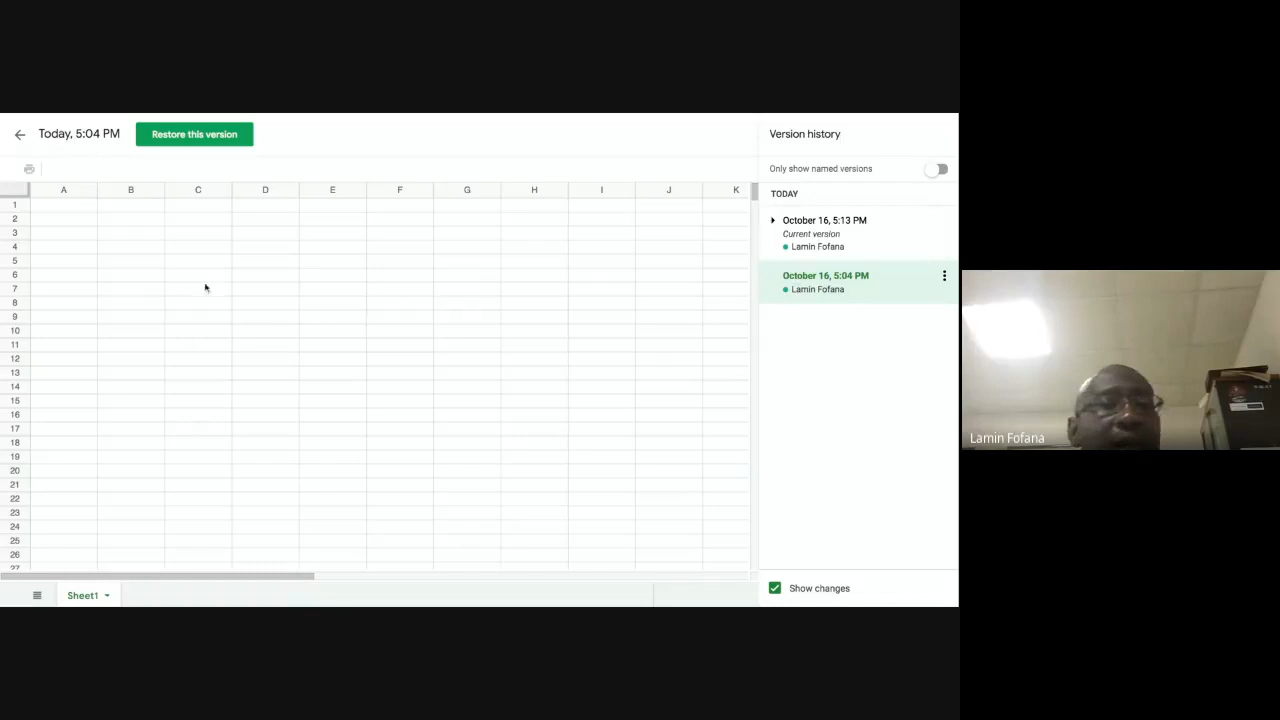 Today, 5:04 PM
Restore this version
Version history
Only show named versions
TODAY
October 16, 5:13 PM
Current version
Lamin Fofana
October 16, 5:04 PM
Lamin Fofana
A B C D E F G H I J K
1
2
3
4
5
6
7
8
9
10
11
12
13
14
15
16
17
18
19
20
21
22
23
24
25
26
27
Sheet1
Show changes
Lamin Fofana